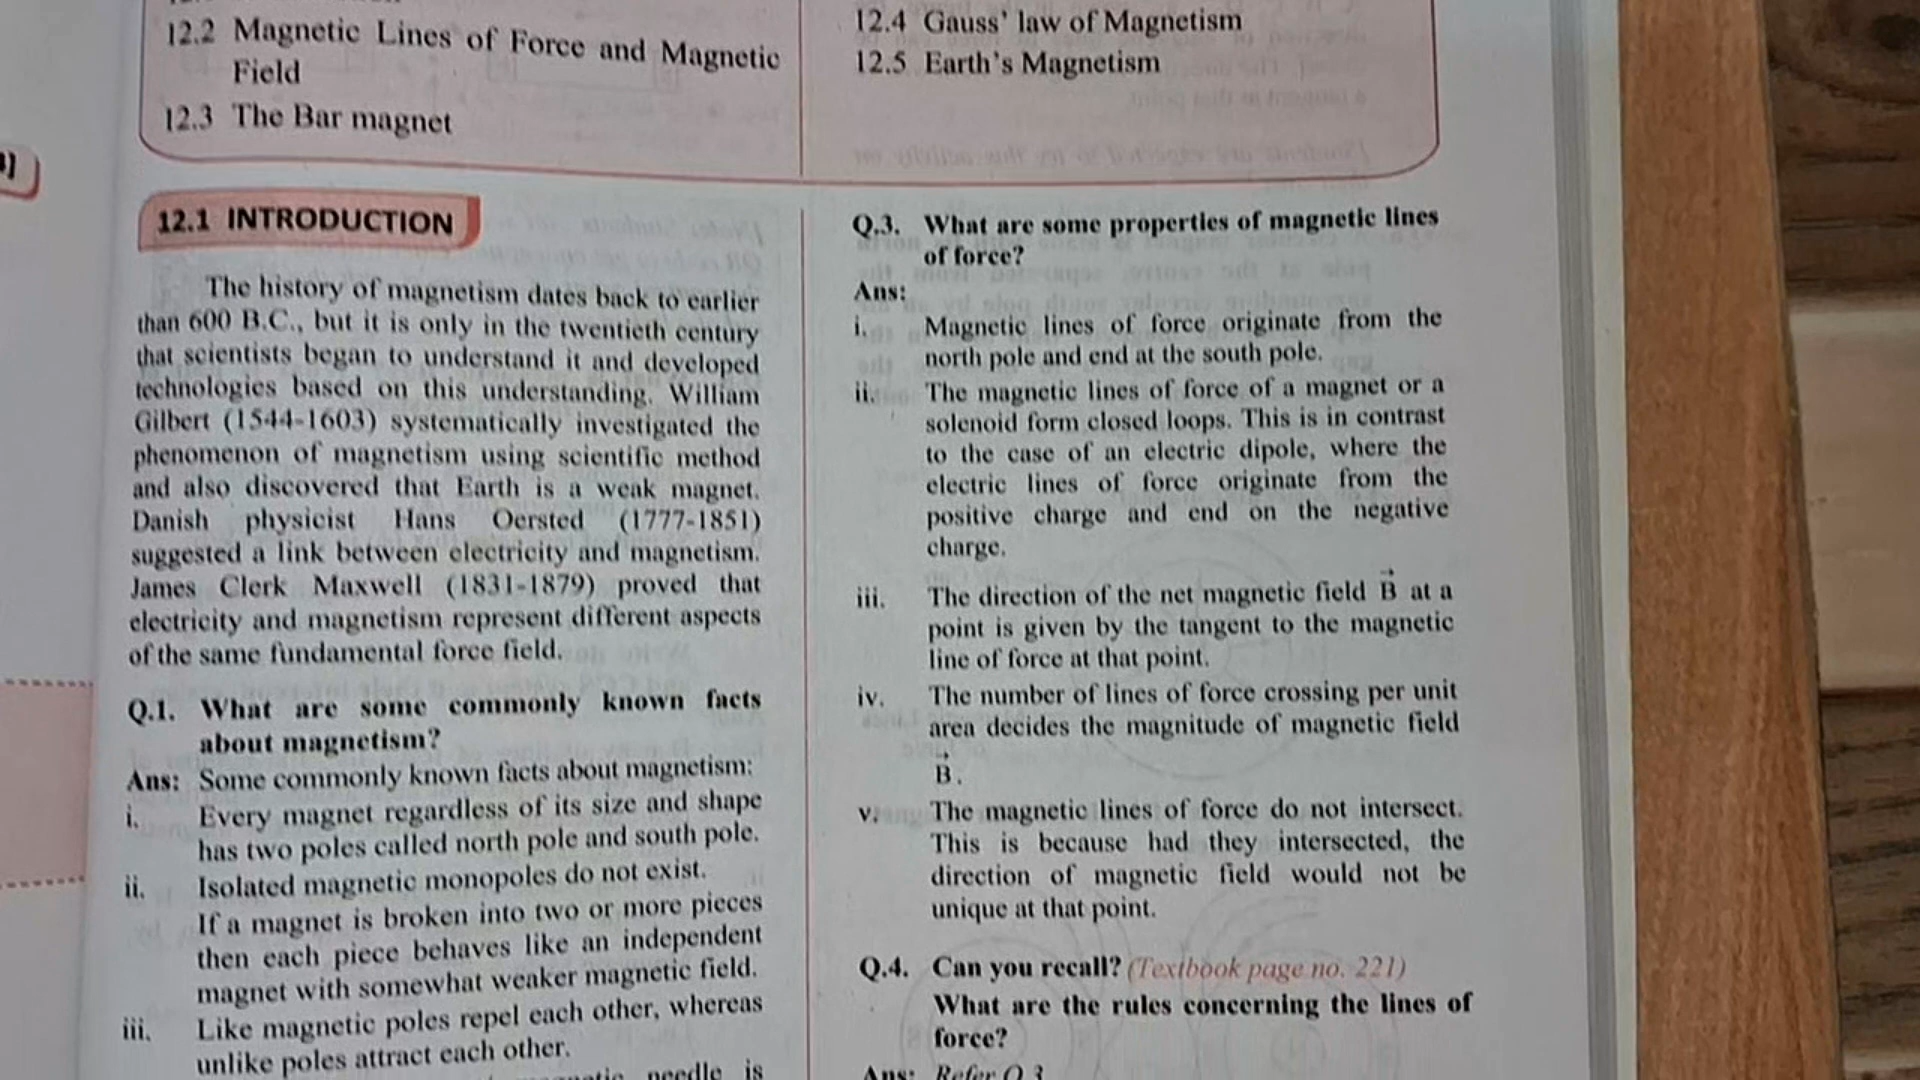 12.2 Magnetic Lines of Force and Magnetic
Field
12.3 The Bar magnet
12.4 Gauss' law of Magnetism
12.5 Earth's Magnetism
12.1 INTRODUCTION
The history of magnetism dates back to earlier
than 600 B.C., but it is only in the twentieth century
that scientists began to understand it and developed
technologies based on this understanding. William
Gilbert (1544-1603) systematically investigated the
phenomenon of magnetism using scientific method
and also discovered that Earth is a weak magnet.
Danish physicist Hans Oersted (1777-1851)
suggested a link between electricity and magnetism.
James Clerk Maxwell (1831-1879) proved that
electricity and magnetism represent different aspects
of the same fundamental force field.
Q.1. What are some commonly known facts
about magnetism?
Ans: Some commonly known facts about magnetism:
i. Every magnet regardless of its size and shape
has two poles called north pole and south pole.
ii. Isolated magnetic monopoles do not exist.
If a magnet is broken into two or more pieces
then each piece behaves like an independent
magnet with somewhat weaker magnetic field.
iii. Like magnetic poles repel each other, whereas
unlike poles attract each other.
needle is
Q.3. What are some properties of magnetic lines
of force?
Ans:
i. Magnetic lines of force originate from the
north pole and end at the south pole.
ii. The magnetic lines of force of a magnet or a
solenoid form closed loops. This is in contrast
to the case of an electric dipole, where the
electric lines of force originate from the
positive charge and end on the negative
charge.
iii. The direction of the net magnetic field B⃗ at a
point is given by the tangent to the magnetic
line of force at that point.
iv. The number of lines of force crossing per unit
area decides the magnitude of magnetic field
B⃗.
v. The magnetic lines of force do not intersect.
This is because had they intersected, the
direction of magnetic field would not be
unique at that point.
Q.4. Can you recall? (Textbook page no. 221)
What are the rules concerning the lines of
force?
Ans: Refer Q.3